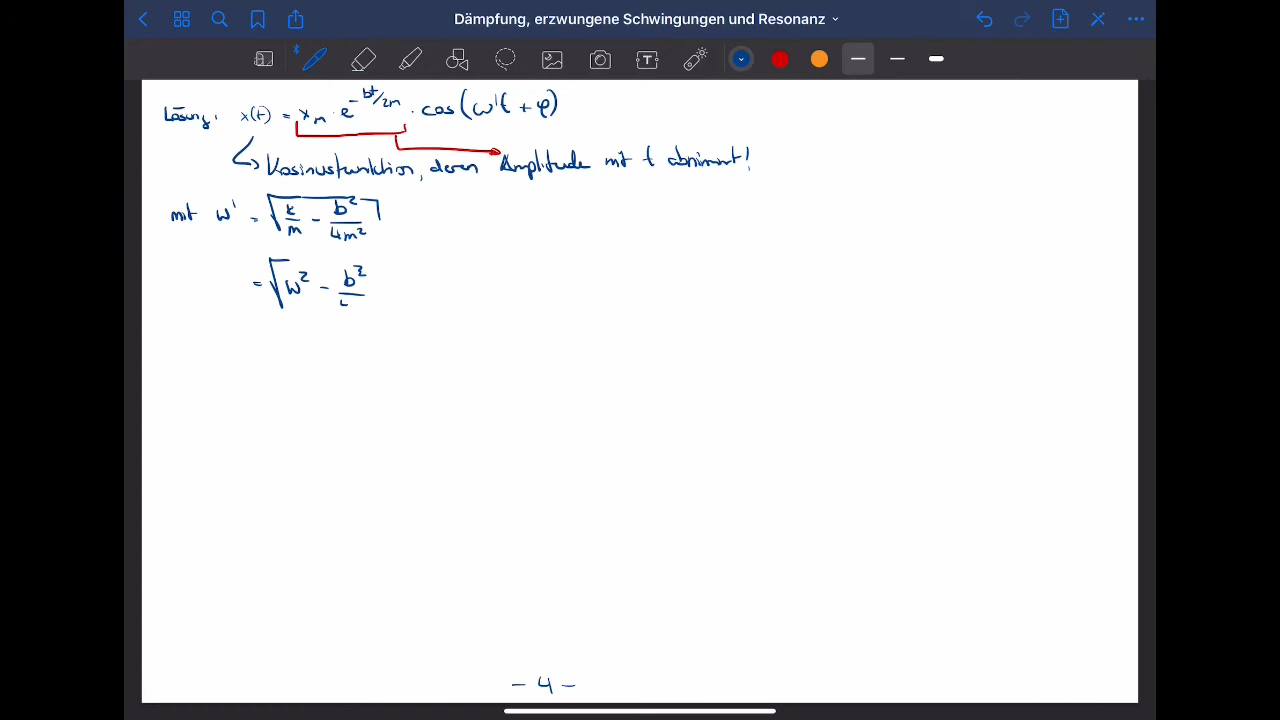 Dämpfung, erzwungene Schwingungen und Resonanz
Lösung: x(t) = xₘ · e^(-bt/2m) · cos(ω't + φ)
Kosinusfunktion, deren Amplitude mit t abnimmt!
mit ω' = √(k/m - b²/4m²)
= √(ω² - b²/
- 4 -